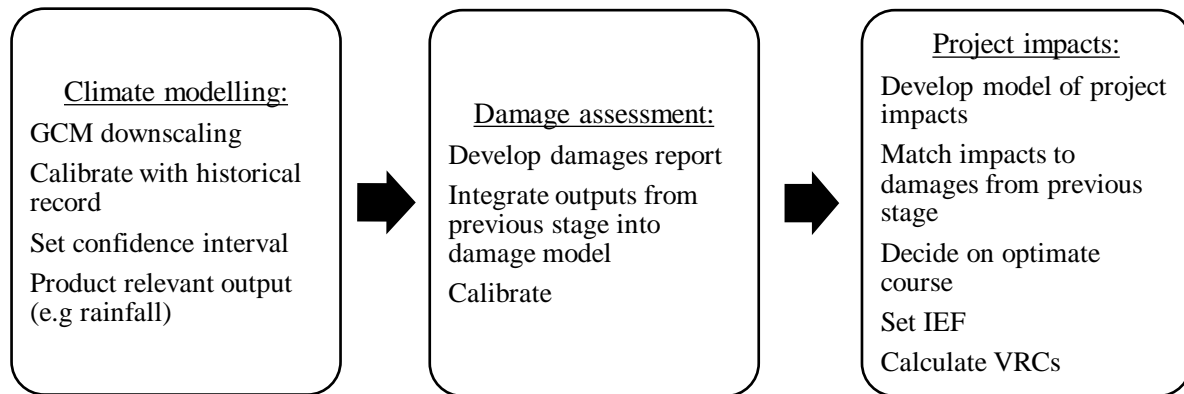 Climate modelling:
GCM downscaling
Calibrate with historical
record
Set confidence interval
Product relevant output
(e.g rainfall)
Damage assessment:
Develop damages report
Integrate outputs from
previous stage into
damage model
Calibrate
Project impacts:
Develop model of project
impacts
Match impacts to
damages from previous
stage
Decide on optimate
course
Set IEF
Calculate VRCs